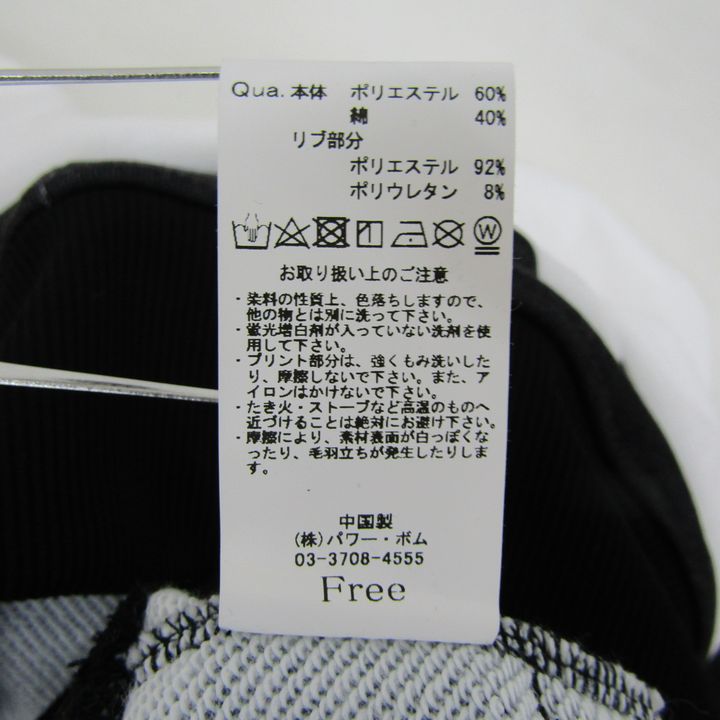 Qua. 本体 ポリエステル 60%
綿 40%
リブ部分
ポリエステル 92%
ポリウレタン 8%
W
お取り扱い上のご注意
・染料の性質上、色落ちしますので、
他の物とは別に洗って下さい。
・蛍光増白剤が入っていない洗剤を使
用して下さい。
・プリント部分は、強くもみ洗いした
り、摩擦しないで下さい。また、ア
イロンはかけないで下さい。
・たき火・ストーブなど高温のものへ
近づけることは絶対にお避け下さい。
・摩擦により、素材表面が白っぽくな
ったり、毛羽立ちが発生したりしま
す。
中国製
(株)パワー・ボム
03-3708-4555
Free